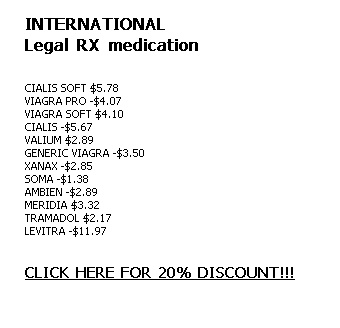 INTERNATIONAL
Legal RX medication
CIALIS SOFT $5.78
VIAGRA PRO -$4.07
VIAGRA SOFT $4.10
CIALIS -$5.67
VALIUM $2.89
GENERIC VIAGRA -$3.50
XANAX -$2.85
SOMA -$1.38
AMBIEN -$2.89
MERIDIA $3.32
TRAMADOL $2.17
LEVITRA -$11.97
CLICK HERE FOR 20% DISCOUNT!!!